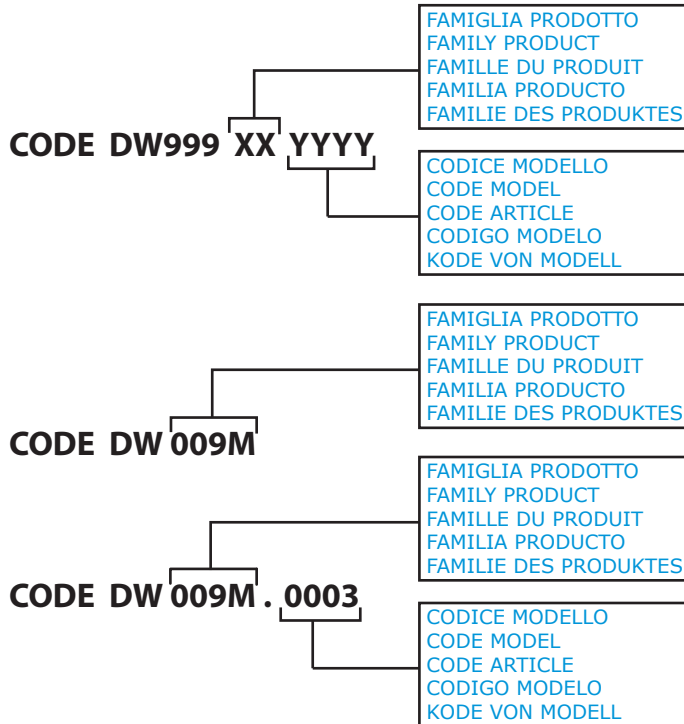 FAMIGLIA PRODOTTO
FAMILY PRODUCT
FAMILLE DU PRODUIT
FAMILIA PRODUCTO
FAMILIE DES PRODUKTES
CODE DW999 XX YYYY
CODICE MODELLO
CODE MODEL
CODE ARTICLE
CODIGO MODELO
KODE VON MODELL
FAMIGLIA PRODOTTO
FAMILY PRODUCT
FAMILLE DU PRODUIT
FAMILIA PRODUCTO
FAMILIE DES PRODUKTES
CODE DW 009M
FAMIGLIA PRODOTTO
FAMILY PRODUCT
FAMILLE DU PRODUIT
FAMILIA PRODUCTO
FAMILIE DES PRODUKTES
CODE DW 009M . 0003
CODICE MODELLO
CODE MODEL
CODE ARTICLE
CODIGO MODELO
KODE VON MODELL